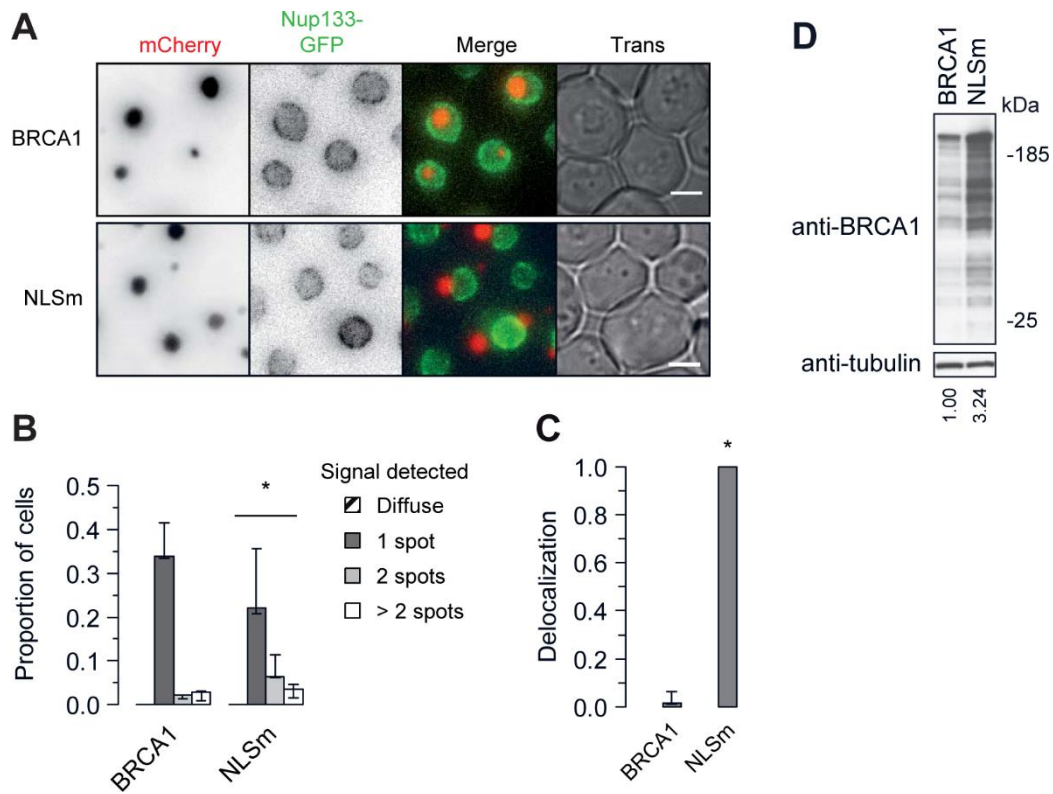 A
mCherry
Nup133-
GFP
Merge
Trans
BRCA1
NLSm
B
Proportion of cells
0.5
0.4
0.3
0.2
0.1
0.0
*
BRCA1
NLSm
Signal detected
Diffuse
1 spot
2 spots
> 2 spots
C
Delocalization
1.0
0.8
0.6
0.4
0.2
0.0
*
BRCA1
NLSm
D
BRCA1
NLSm
kDa
-185
anti-BRCA1
-25
anti-tubulin
1.00
3.24